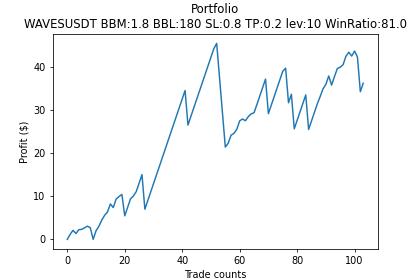 Portfolio
WAVESUSDT BBM:1.8 BBL:180 SL:0.8 TP:0.2 lev:10 WinRatio:81.0
40
30
20
10
0
Profit ($)
0 20 40 60 80 100
Trade counts